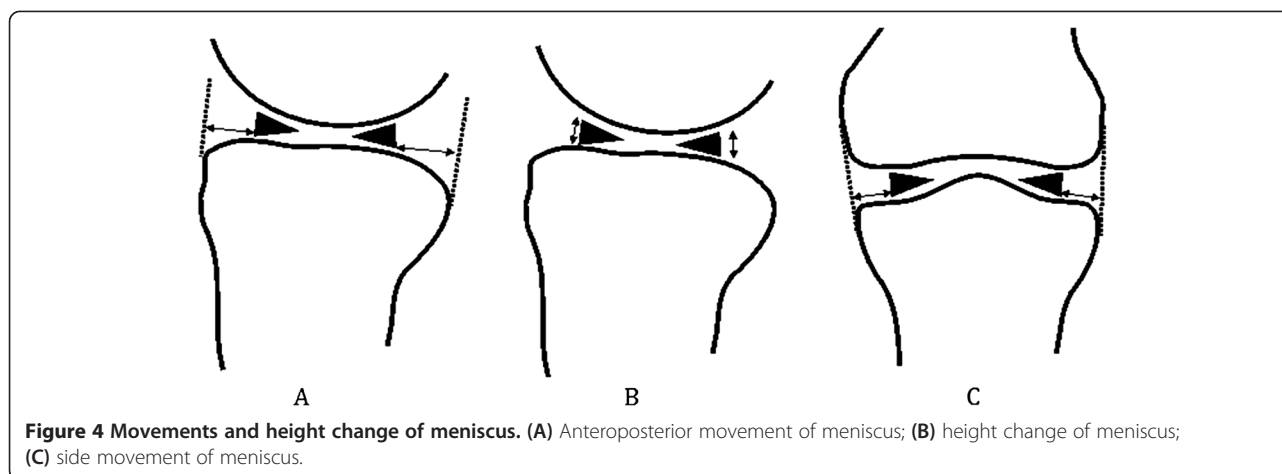 A B C
Figure 4 Movements and height change of meniscus. (A) Anteroposterior movement of meniscus; (B) height change of meniscus;
(C) side movement of meniscus.